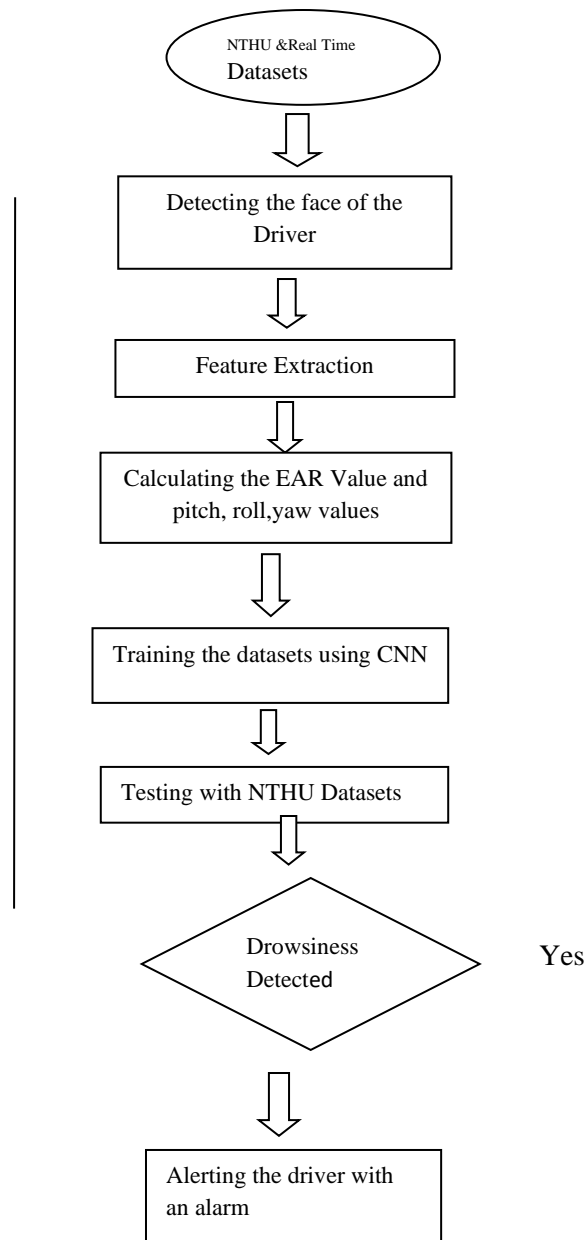 NTHU &Real Time
Datasets
Detecting the face of the
Driver
Feature Extraction
Calculating the EAR Value and
pitch, roll,yaw values
Training the datasets using CNN
Testing with NTHU Datasets
Drowsiness
Detected
Yes
Alerting the driver with
an alarm